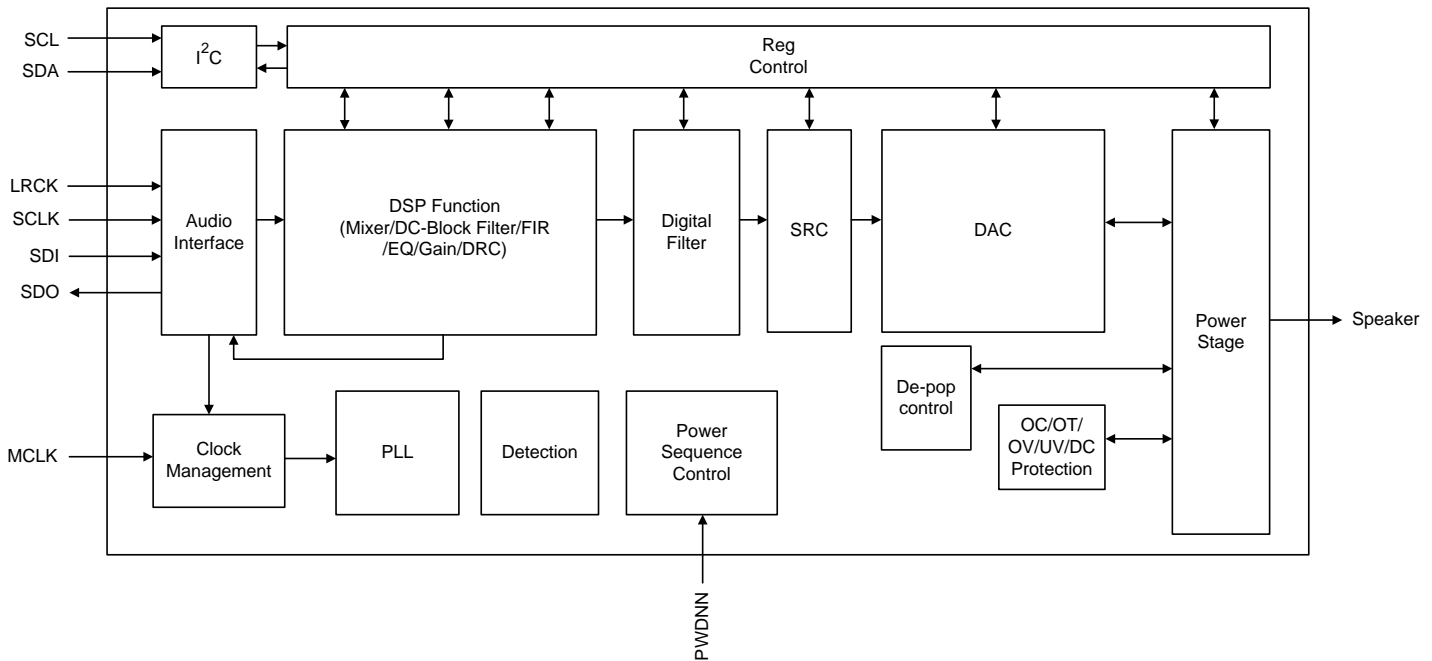 SCL
SDA
I²C
Reg
Control
LRCK
SCLK
SDI
SDO
Audio
Interface
DSP Function
(Mixer/DC-Block Filter/FIR
/EQ/Gain/DRC)
Digital
Filter
SRC
DAC
Power
Stage
Speaker
De-pop
control
OC/OT/
OV/UV/DC
Protection
MCLK
Clock
Management
PLL
Detection
Power
Sequence
Control
PWDNN